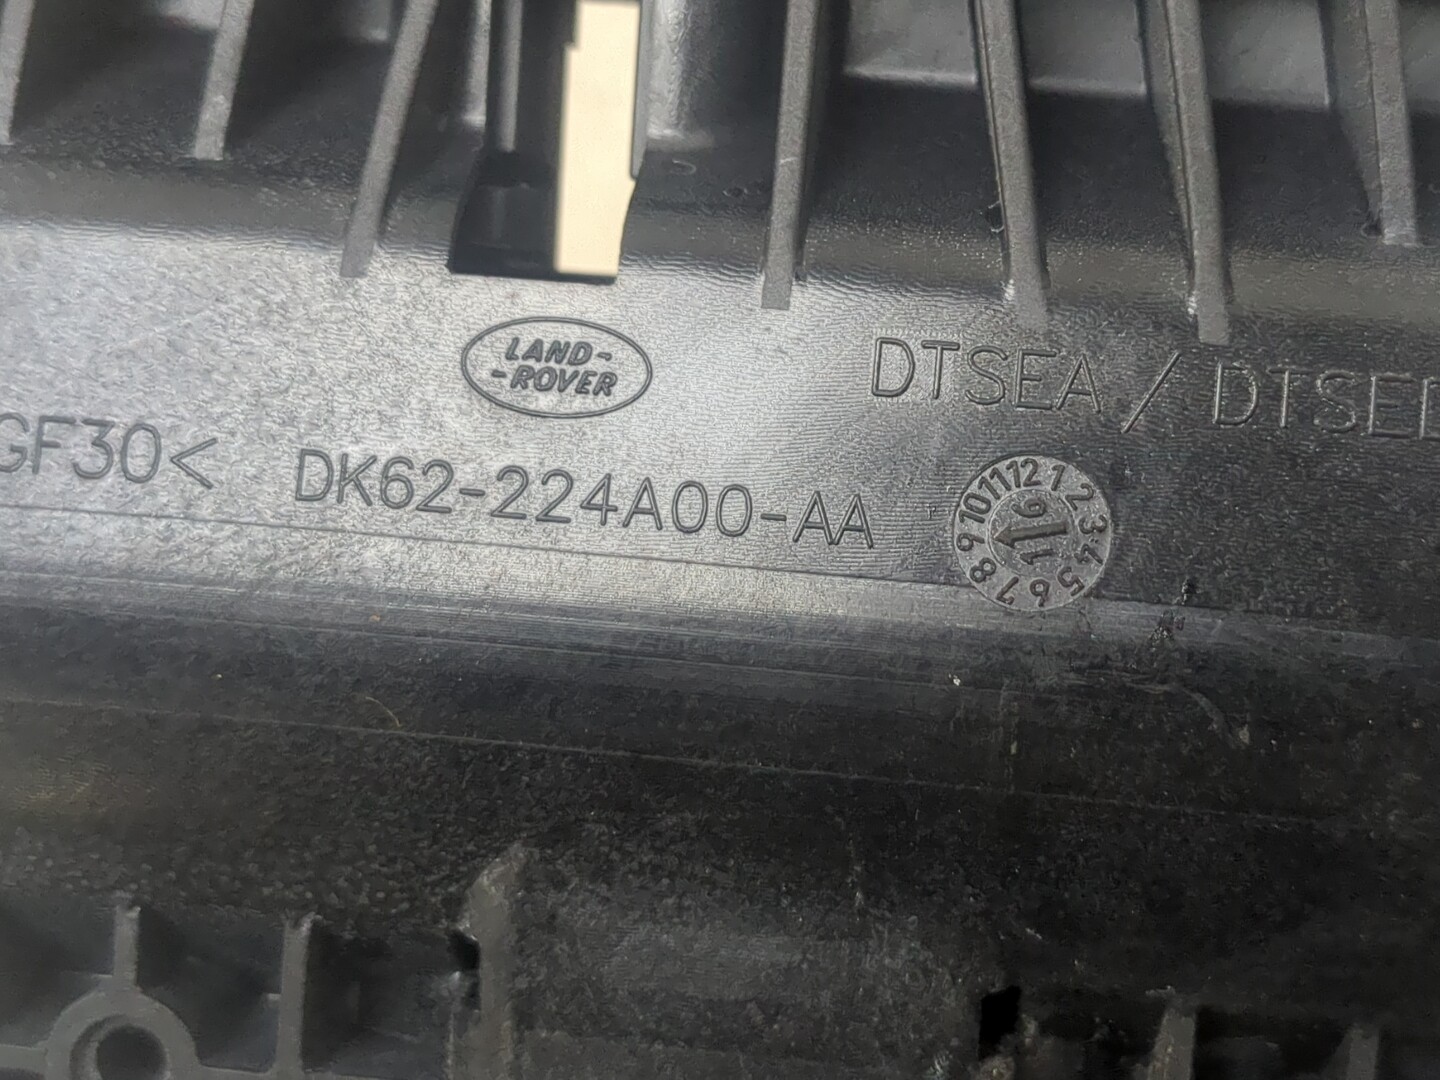 LAND-
-ROVER
DTSEA / DTSED
GF30< DK62-224A00-AA
1 2 3 4 5 6 7 8 9 10 11 12
16